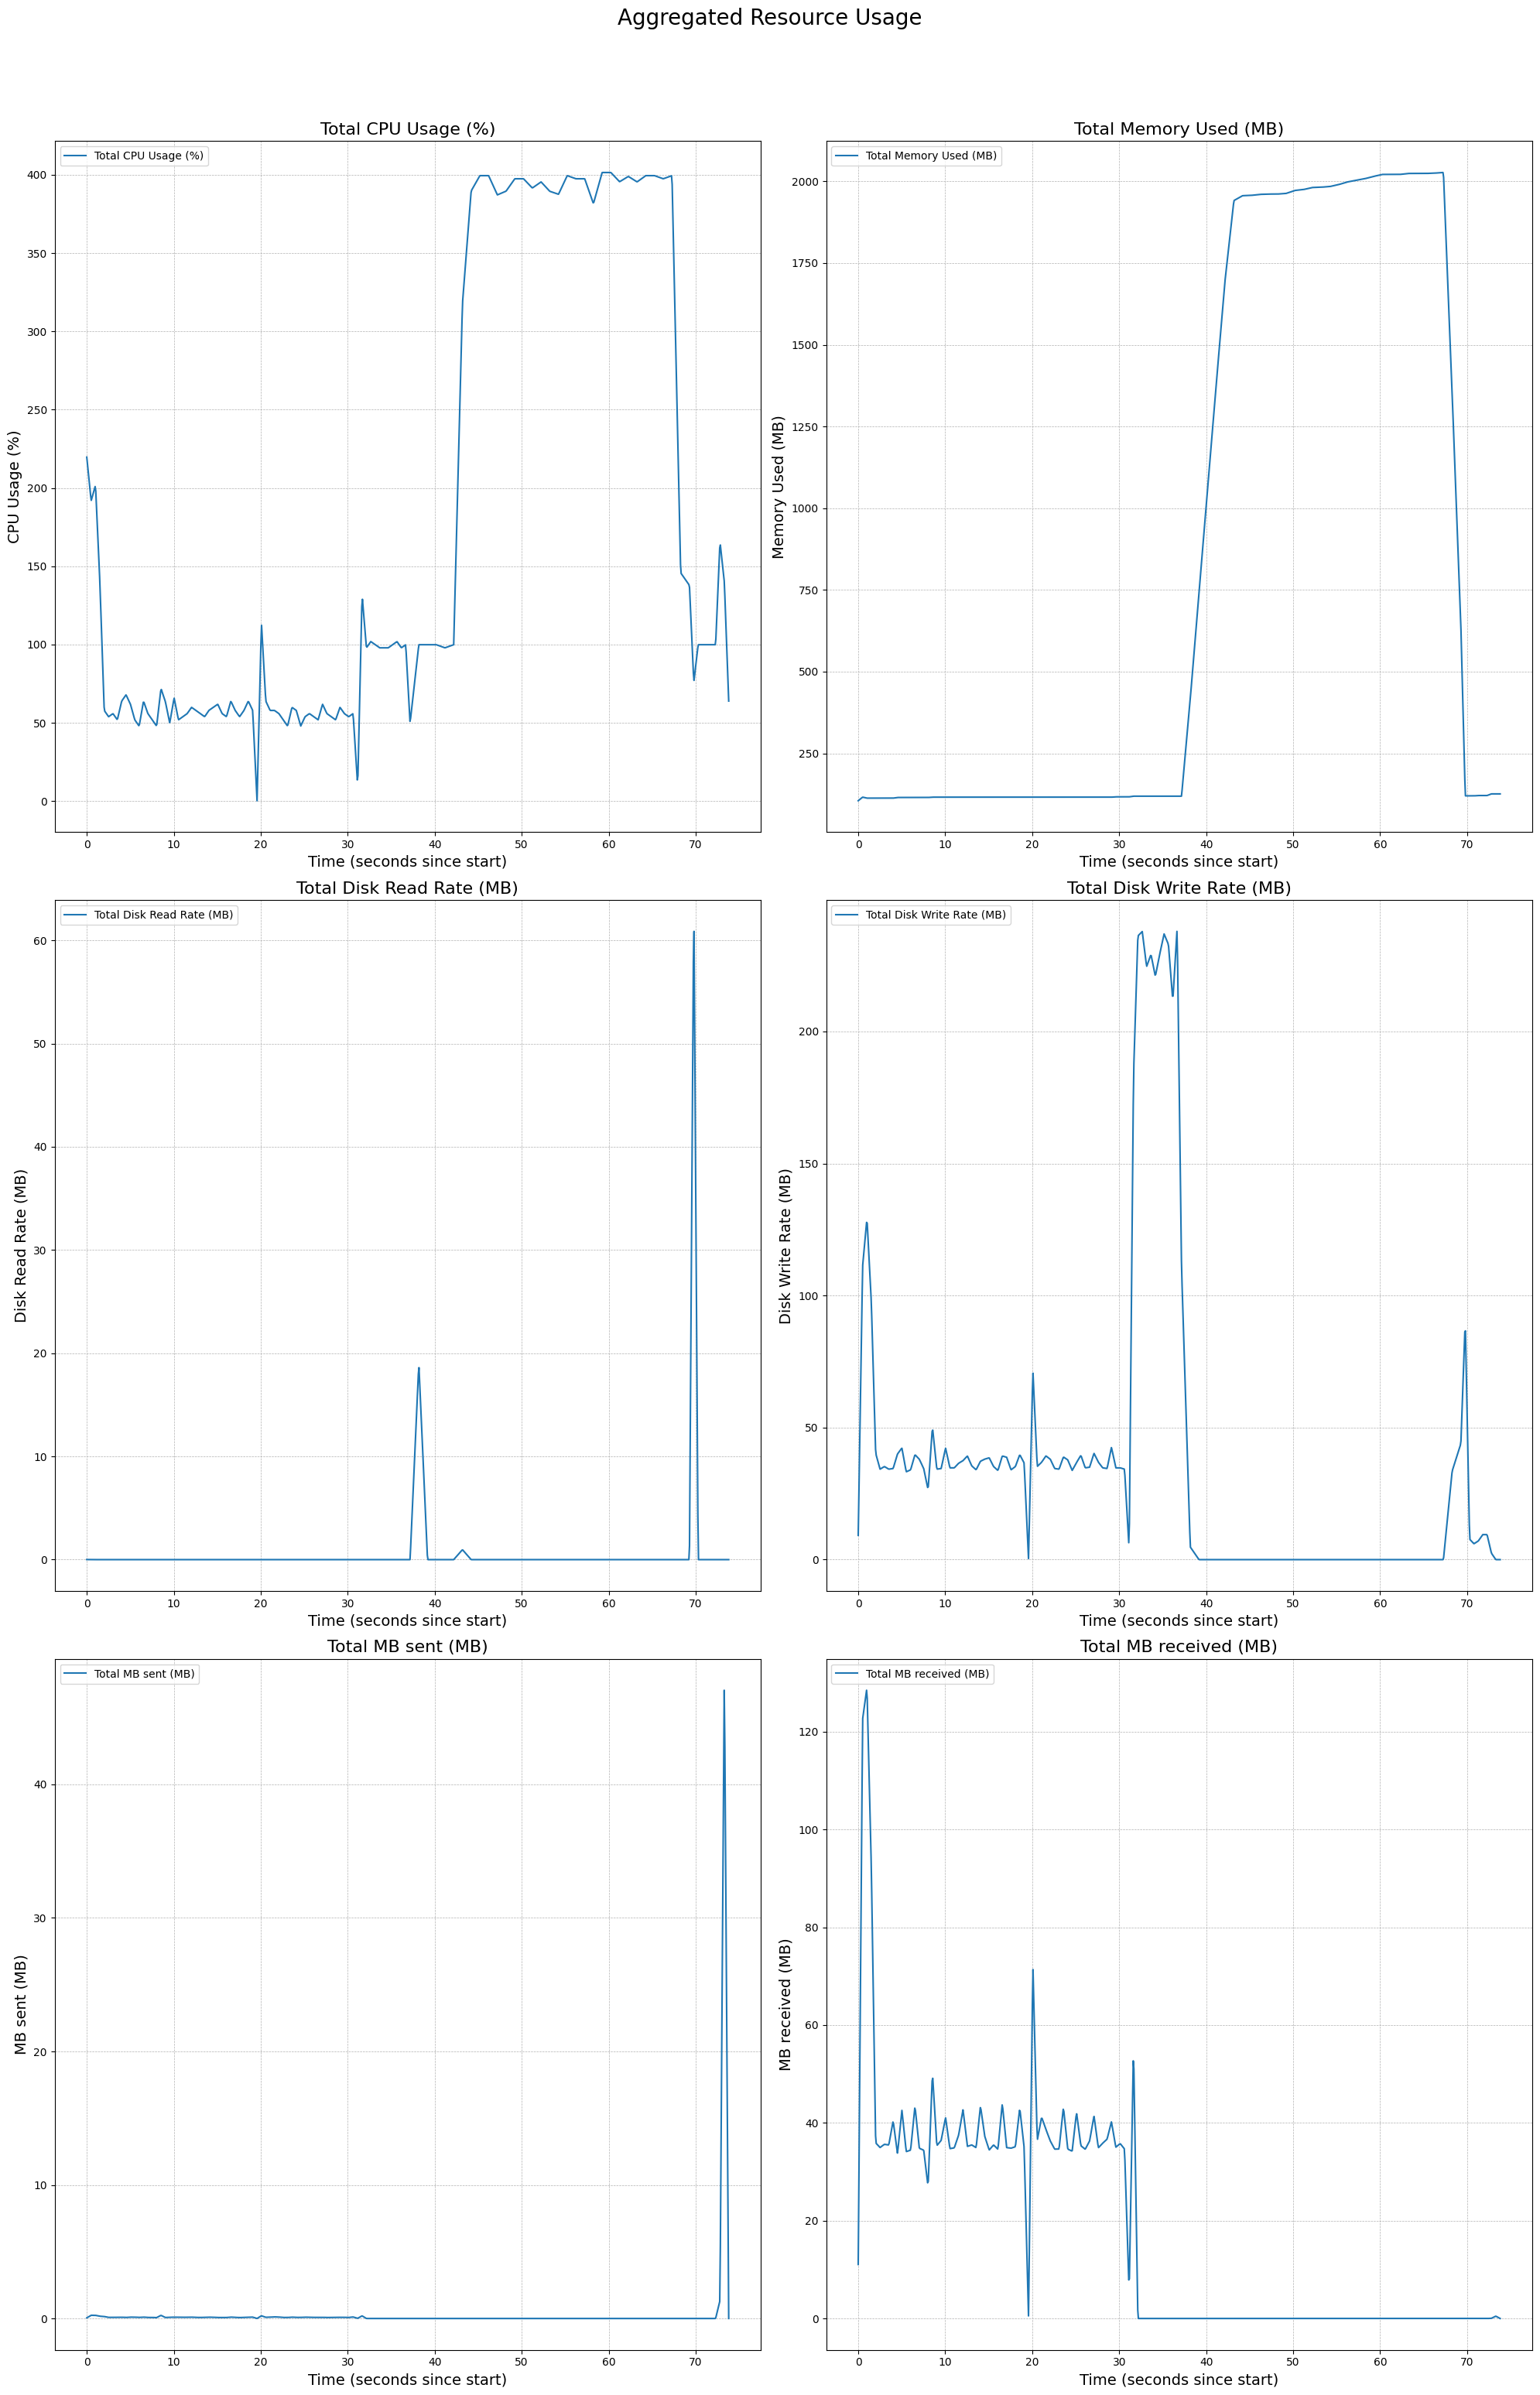 Aggregated Resource Usage
Total CPU Usage (%)
Total CPU Usage (%)
CPU Usage (%)
400
350
300
250
200
150
100
50
0
0 10 20 30 40 50 60 70
Time (seconds since start)
Total Memory Used (MB)
Total Memory Used (MB)
Memory Used (MB)
2000
1750
1500
1250
1000
750
500
250
0 10 20 30 40 50 60 70
Time (seconds since start)
Total Disk Read Rate (MB)
Total Disk Read Rate (MB)
Disk Read Rate (MB)
60
50
40
30
20
10
0
0 10 20 30 40 50 60 70
Time (seconds since start)
Total Disk Write Rate (MB)
Total Disk Write Rate (MB)
Disk Write Rate (MB)
200
150
100
50
0
0 10 20 30 40 50 60 70
Time (seconds since start)
Total MB sent (MB)
Total MB sent (MB)
MB sent (MB)
40
30
20
10
0
0 10 20 30 40 50 60 70
Time (seconds since start)
Total MB received (MB)
Total MB received (MB)
MB received (MB)
120
100
80
60
40
20
0
0 10 20 30 40 50 60 70
Time (seconds since start)